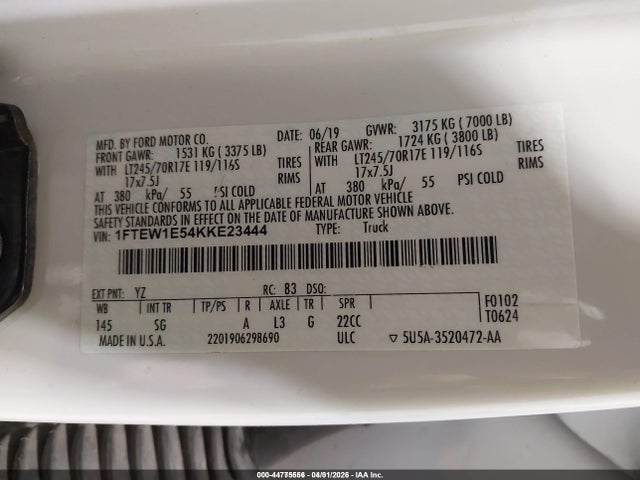 MFD. BY FORD MOTOR CO. DATE: 06/19 GVWR: 3175 KG ( 7000 LB)
FRONT GAWR: 1531 KG ( 3375 LB) REAR GAWR: 1724 KG ( 3800 LB)
WITH LT245/70R17E 119/116S TIRES WITH LT245/70R17E 119/116S TIRES
17x7.5J RIMS 17x7.5J RIMS
AT 380 kPa/ 55 PSI COLD AT 380 kPa/ 55 PSI COLD
THIS VEHICLE CONFORMS TO ALL APPLICABLE FEDERAL MOTOR VEHICLE
SAFETY STANDARDS IN EFFECT ON THE DATE OF MANUFACTURE SHOWN ABOVE.
VIN: 1FTEW1E54KKE23444 TYPE: Truck
EXT PNT: YZ RC: 83 DSO: F0102
WB INT TR TP/PS R AXLE TR SPR T0624
145 SG A L3 G 22CC
MADE IN U.S.A. 2201906298690 ULC ▽ 5U5A-3520472-AA
000-44775556 - 04/01/2026 - IAA Inc.